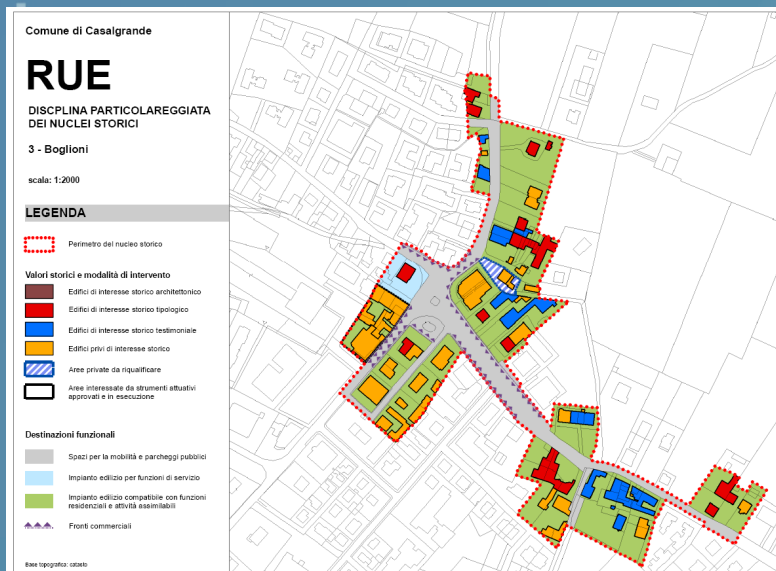 Comune di Casalgrande
RUE
DISCPLINA PARTICOLAREGGIATA
DEI NUCLEI STORICI
3 - Boglioni
scala: 1:2000
LEGENDA
Perimetro del nucleo storico
Valori storici e modalità di intervento
Edifici di interesse storico architettonico
Edifici di interesse storico tipologico
Edifici di interesse storico testimoniale
Edifici privi di interesse storico
Aree private da riqualificare
Aree interessate da strumenti attuativi
approvati e in esecuzione
Destinazioni funzionali
Spazi per la mobilità e parcheggi pubblici
Impianto edilizio per funzioni di servizio
Impianto edilizio compatibile con funzioni
residenziali e attività assimilabili
Fronti commerciali
Base topografica: catasto